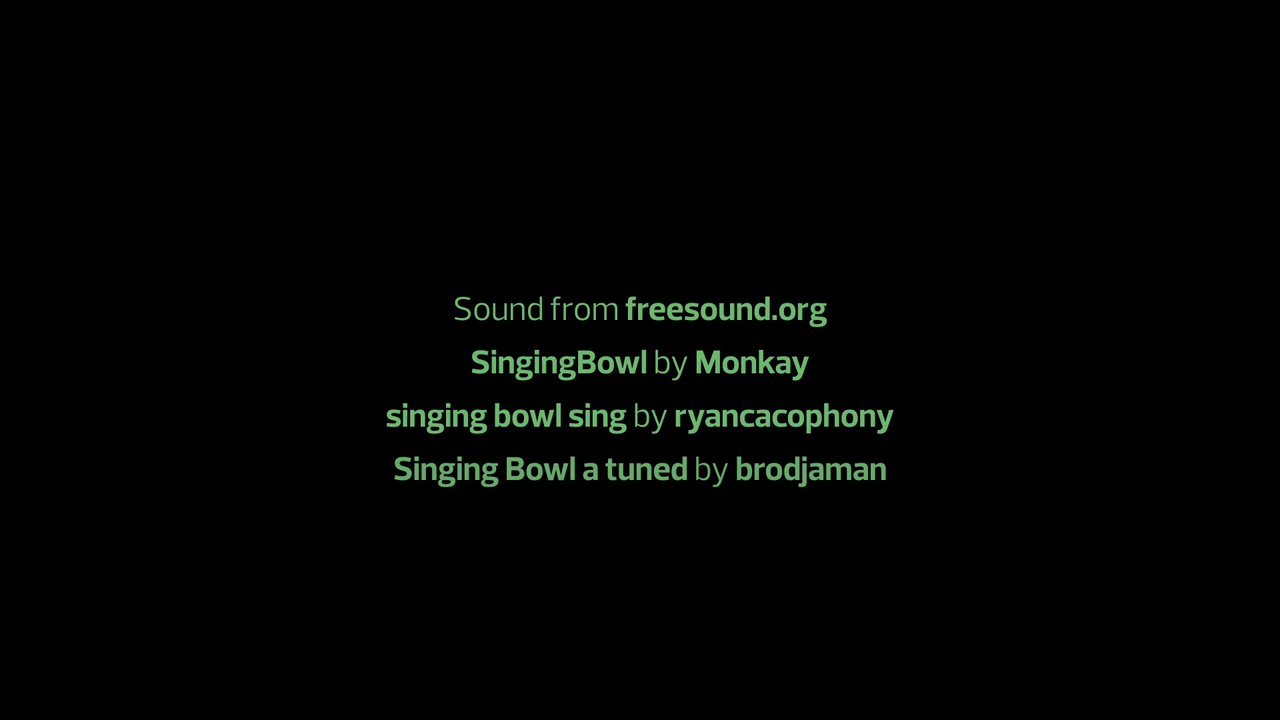 Sound from freesound.org
SingingBowl by Monkay
singing bowl sing by ryancacophony
Singing Bowl a tuned by brodjaman